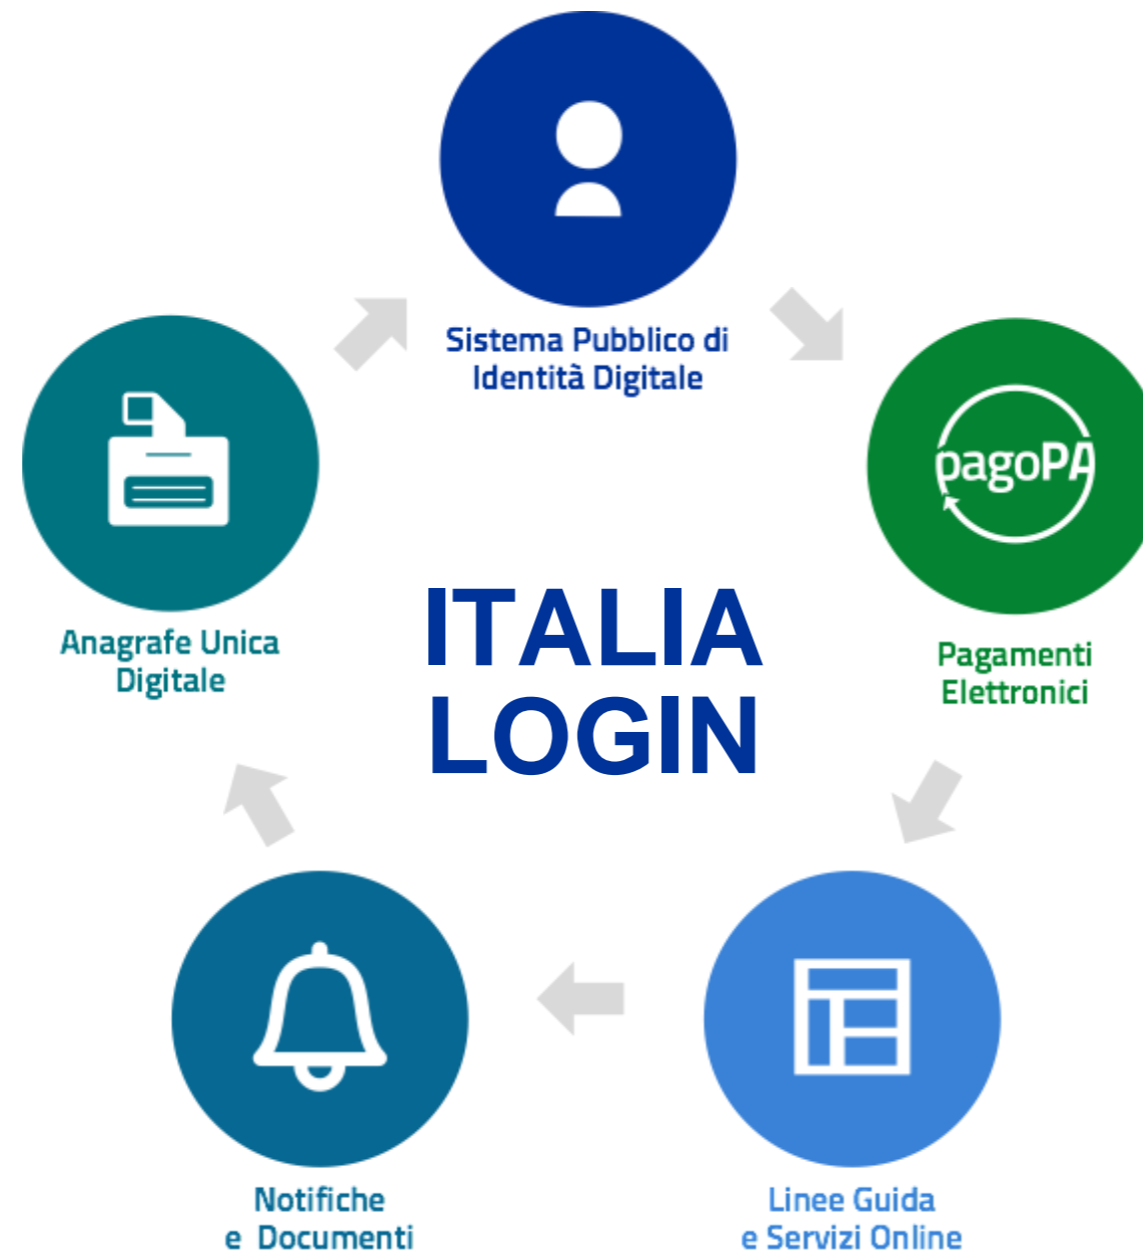 Sistema Pubblico di
Identità Digitale
pagoPA
Pagamenti
Elettronici
Linee Guida
e Servizi Online
Notifiche
e Documenti
Anagrafe Unica
Digitale
ITALIA
LOGIN